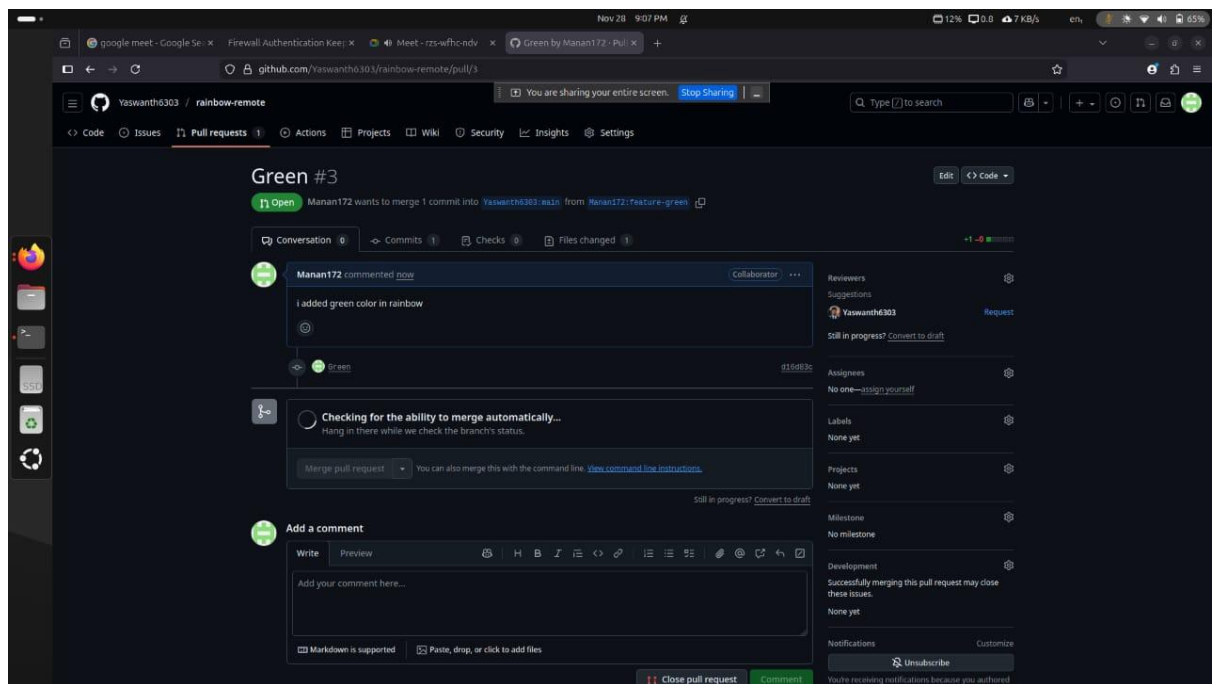 Nov 28 9:07 PM
12% 0.8 7 KB/s en, 65%
google meet - Google Se
Firewall Authentication Keep
Meet - rzs-wfhc-ndv
Green by Manan172 · Pul
github.com/Yaswanth6303/rainbow-remote/pull/3
You are sharing your entire screen. Stop Sharing
Yaswanth6303 / rainbow-remote
Type / to search
Code Issues Pull requests 1 Actions Projects Wiki Security Insights Settings
Green #3
Edit Code
Open Manan172 wants to merge 1 commit into Yaswanth6303:main from Manan172:feature-green
Conversation 0 Commits 1 Checks 0 Files changed 1
+1 −0
Manan172 commented now
Collaborator
i added green color in rainbow
Green
d16d83c
Checking for the ability to merge automatically...
Hang in there while we check the branch's status.
Merge pull request You can also merge this with the command line. View command line instructions.
Still in progress? Convert to draft
Add a comment
Write Preview
Add your comment here...
Markdown is supported Paste, drop, or click to add files
Close pull request Comment
Reviewers
Suggestions
Yaswanth6303 Request
Still in progress? Convert to draft
Assignees
No one—assign yourself
Labels
None yet
Projects
None yet
Milestone
No milestone
Development
Successfully merging this pull request may close
these issues.
None yet
Notifications Customize
Unsubscribe
You're receiving notifications because you authored
SSD